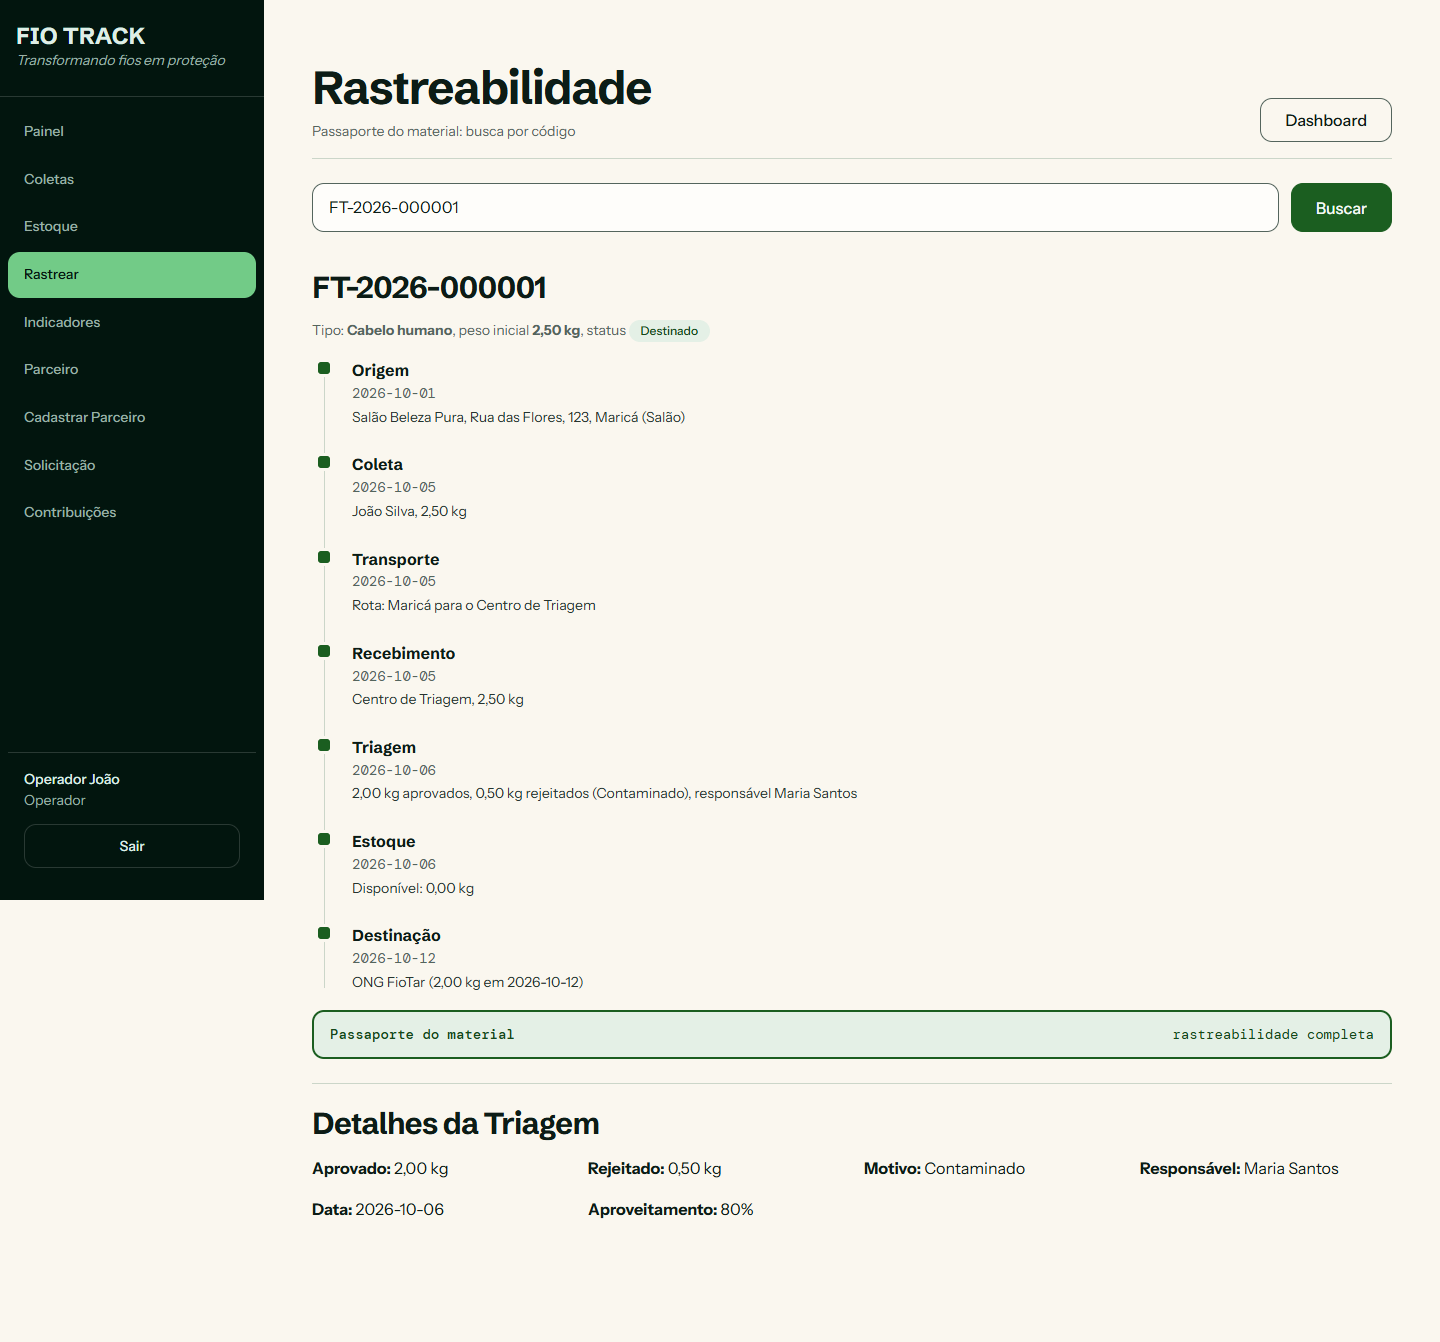 FIO TRACK
Transformando fios em proteção
Painel
Coletas
Estoque
Rastrear
Indicadores
Parceiro
Cadastrar Parceiro
Solicitação
Contribuições
Operador João
Operador
Sair
Rastreabilidade
Passaporte do material: busca por código
Dashboard
FT-2026-000001
Buscar
FT-2026-000001
Tipo: Cabelo humano, peso inicial 2,50 kg, status Destinado
Origem
2026-10-01
Salão Beleza Pura, Rua das Flores, 123, Maricá (Salão)
Coleta
2026-10-05
João Silva, 2,50 kg
Transporte
2026-10-05
Rota: Maricá para o Centro de Triagem
Recebimento
2026-10-05
Centro de Triagem, 2,50 kg
Triagem
2026-10-06
2,00 kg aprovados, 0,50 kg rejeitados (Contaminado), responsável Maria Santos
Estoque
2026-10-06
Disponível: 0,00 kg
Destinação
2026-10-12
ONG FioTar (2,00 kg em 2026-10-12)
Passaporte do material rastreabilidade completa
Detalhes da Triagem
Aprovado: 2,00 kg Rejeitado: 0,50 kg Motivo: Contaminado Responsável: Maria Santos
Data: 2026-10-06 Aproveitamento: 80%